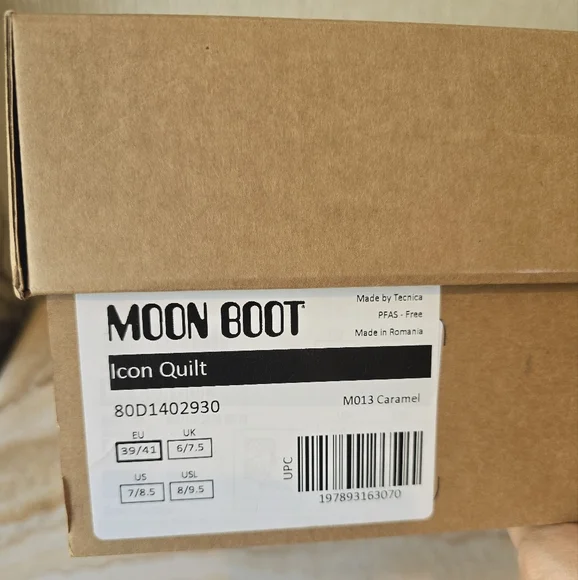 MOON BOOT
Made by Tecnica
PFAS - Free
Made in Romania
Icon Quilt
80D1402930
M013 Caramel
EU
39/41
UK
6/7.5
US
7/8.5
USL
8/9.5
UPC
197893163070